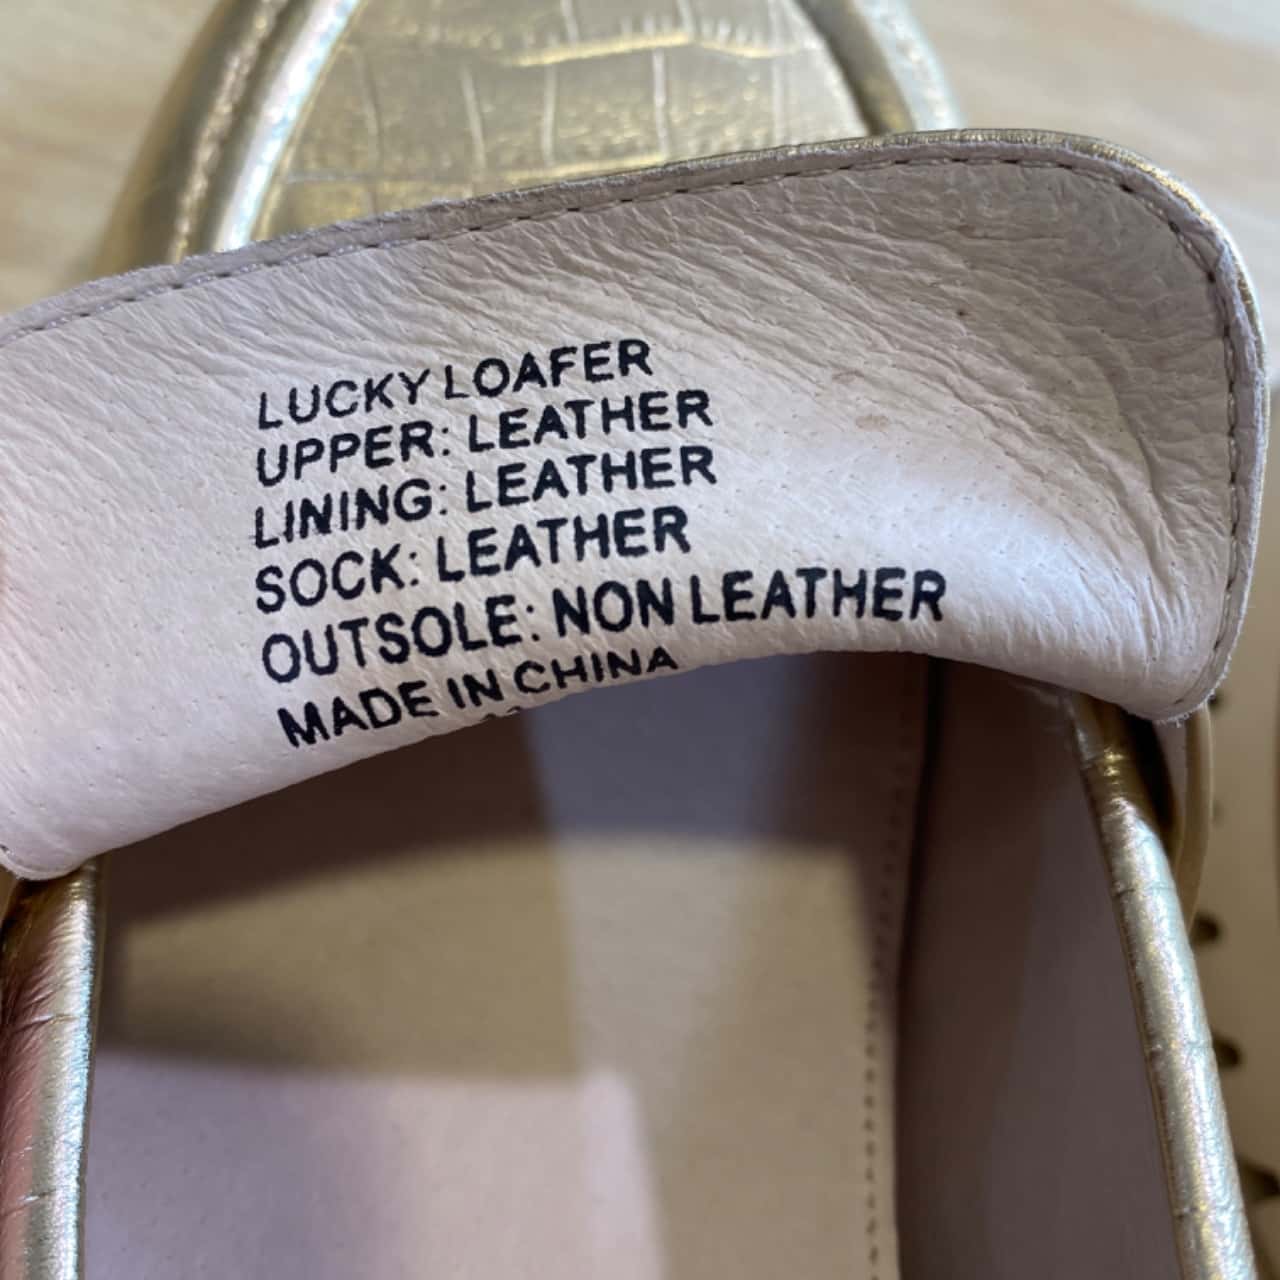 LUCKY LOAFER
UPPER: LEATHER
LINING: LEATHER
SOCK: LEATHER
OUTSOLE: NON LEATHER
MADE IN CHINA